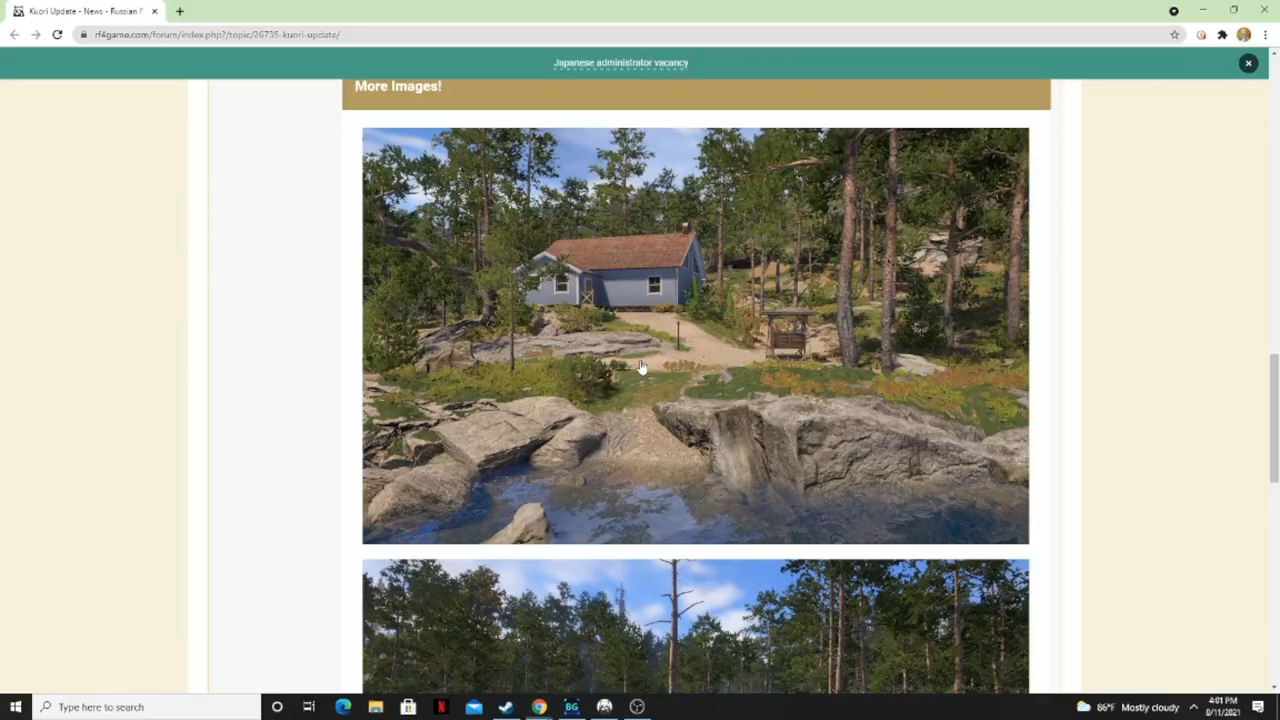 Kuori Update - News - Russian F
rf4game.com/forum/index.php?/topic/26735-kuori-update/
Japanese administrator vacancy
More Images!
Type here to search
BG
86°F Mostly cloudy
4:01 PM
8/11/2021